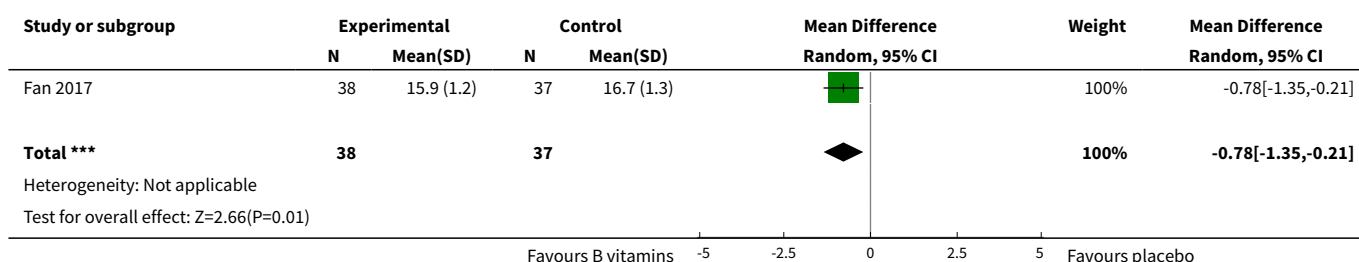 Study or subgroup Experimental Control Mean Difference Weight Mean Difference
N Mean(SD) N Mean(SD) Random, 95% CI Random, 95% CI
Fan 2017 38 15.9 (1.2) 37 16.7 (1.3) 100% -0.78[-1.35,-0.21]
Total *** 38 37 100% -0.78[-1.35,-0.21]
Heterogeneity: Not applicable
Test for overall effect: Z=2.66(P=0.01)
Favours B vitamins -5 -2.5 0 2.5 5 Favours placebo